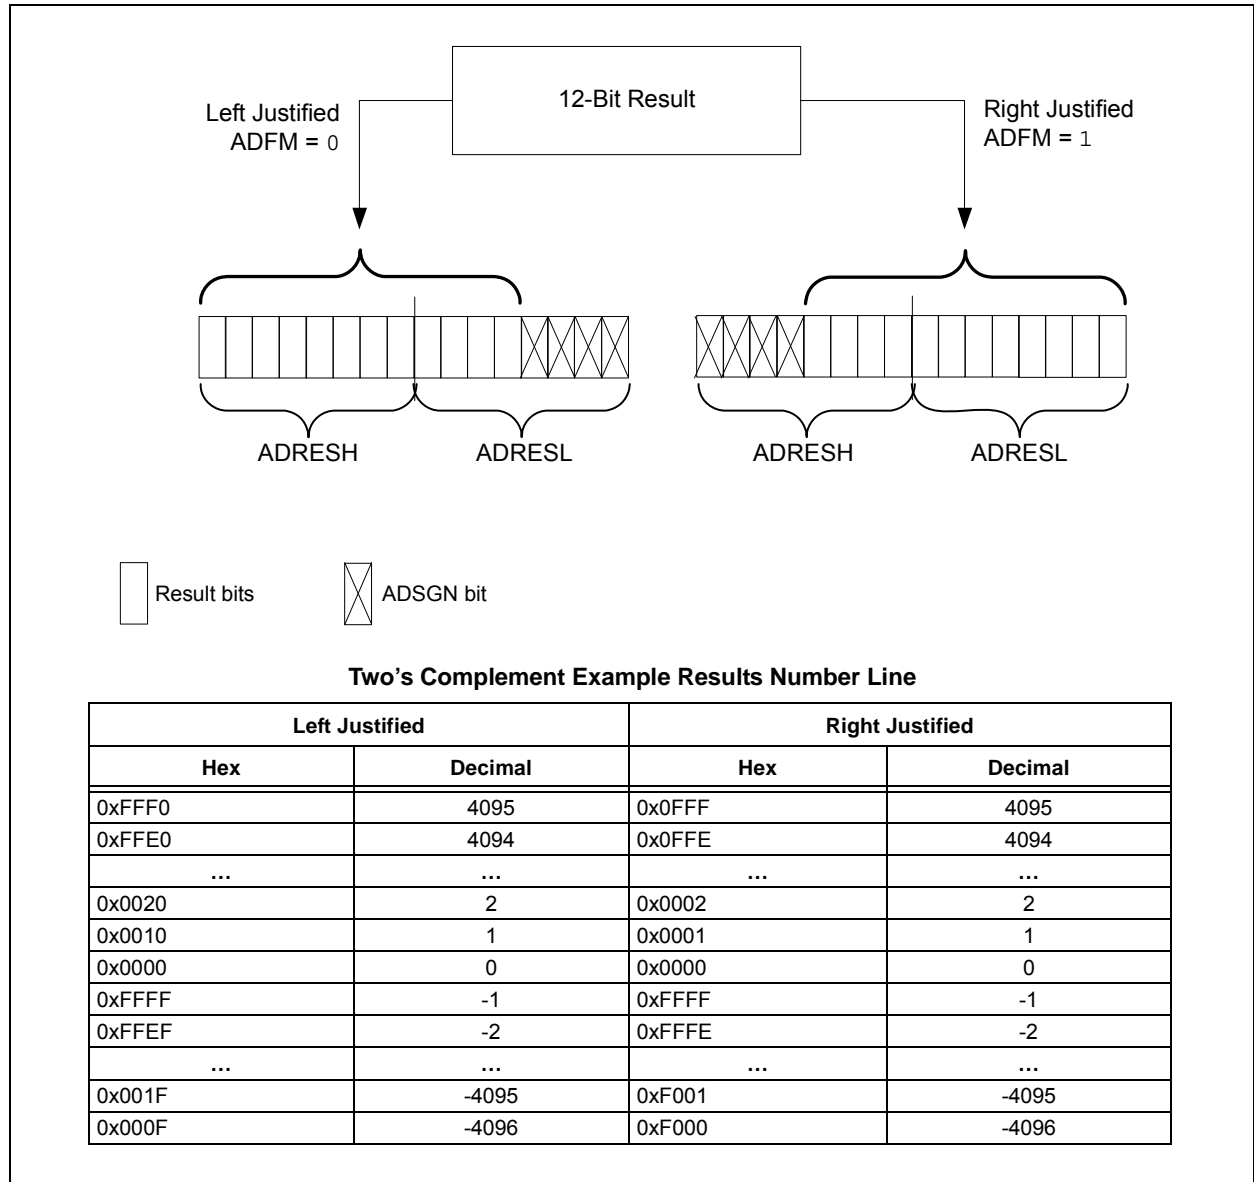 12-Bit Result
Left Justified
ADFM = 0
Right Justified
ADFM = 1
ADRESH ADRESL ADRESH ADRESL
Result bits ADSGN bit
Two’s Complement Example Results Number Line
Left Justified Right Justified
Hex Decimal Hex Decimal
0xFFF0 4095 0x0FFF 4095
0xFFE0 4094 0x0FFE 4094
… … … …
0x0020 2 0x0002 2
0x0010 1 0x0001 1
0x0000 0 0x0000 0
0xFFFF -1 0xFFFF -1
0xFFEF -2 0xFFFE -2
… … … …
0x001F -4095 0xF001 -4095
0x000F -4096 0xF000 -4096